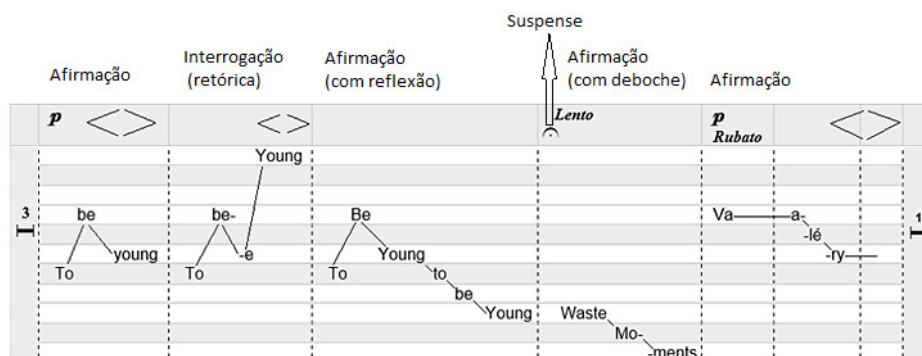 Suspense
Afirmação
Interrogação
(retórica)
Afirmação
(com reflexão)
Afirmação
(com deboche)
Afirmação
p
Lento
p
Rubato
3
To be young
To be- -e Young
To Be Young to be Young
Waste Mo- -ments
Va a- -lé -ry
1